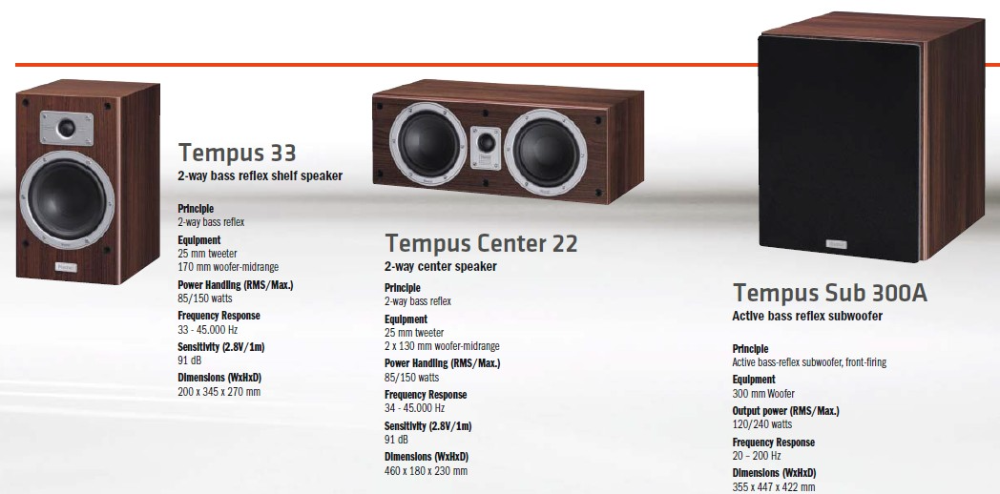 Tempus 33
2-way bass reflex shelf speaker
Principle
2-way bass reflex
Equipment
25 mm tweeter
170 mm woofer-midrange
Power Handling (RMS/Max.)
85/150 watts
Frequency Response
33 - 45.000 Hz
Sensitivity (2.8V/1m)
91 dB
Dimensions (WxHxD)
200 x 345 x 270 mm
Tempus Center 22
2-way center speaker
Principle
2-way bass reflex
Equipment
25 mm tweeter
2 x 130 mm woofer-midrange
Power Handling (RMS/Max.)
85/150 watts
Frequency Response
34 - 45.000 Hz
Sensitivity (2.8V/1m)
91 dB
Dimensions (WxHxD)
460 x 180 x 230 mm
Tempus Sub 300A
Active bass reflex subwoofer
Principle
Active bass-reflex subwoofer, front-firing
Equipment
300 mm Woofer
Output power (RMS/Max.)
120/240 watts
Frequency Response
20 – 200 Hz
Dimensions (WxHxD)
355 x 447 x 422 mm